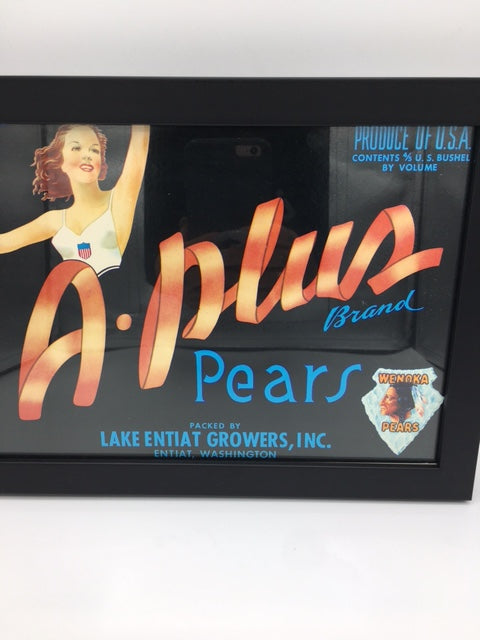 PRODUCE OF U.S.A.
CONTENTS 4/5 U.S. BUSHEL
BY VOLUME
A·plus
Brand
Pears
WENOKA
PEARS
PACKED BY
LAKE ENTIAT GROWERS, INC.
ENTIAT, WASHINGTON